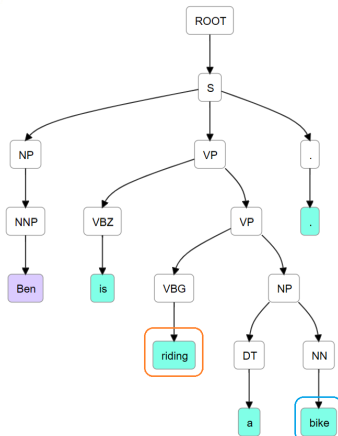 ROOT
S
NP VP .
NNP VBZ VP .
Ben is VBG NP
riding DT NN
a bike